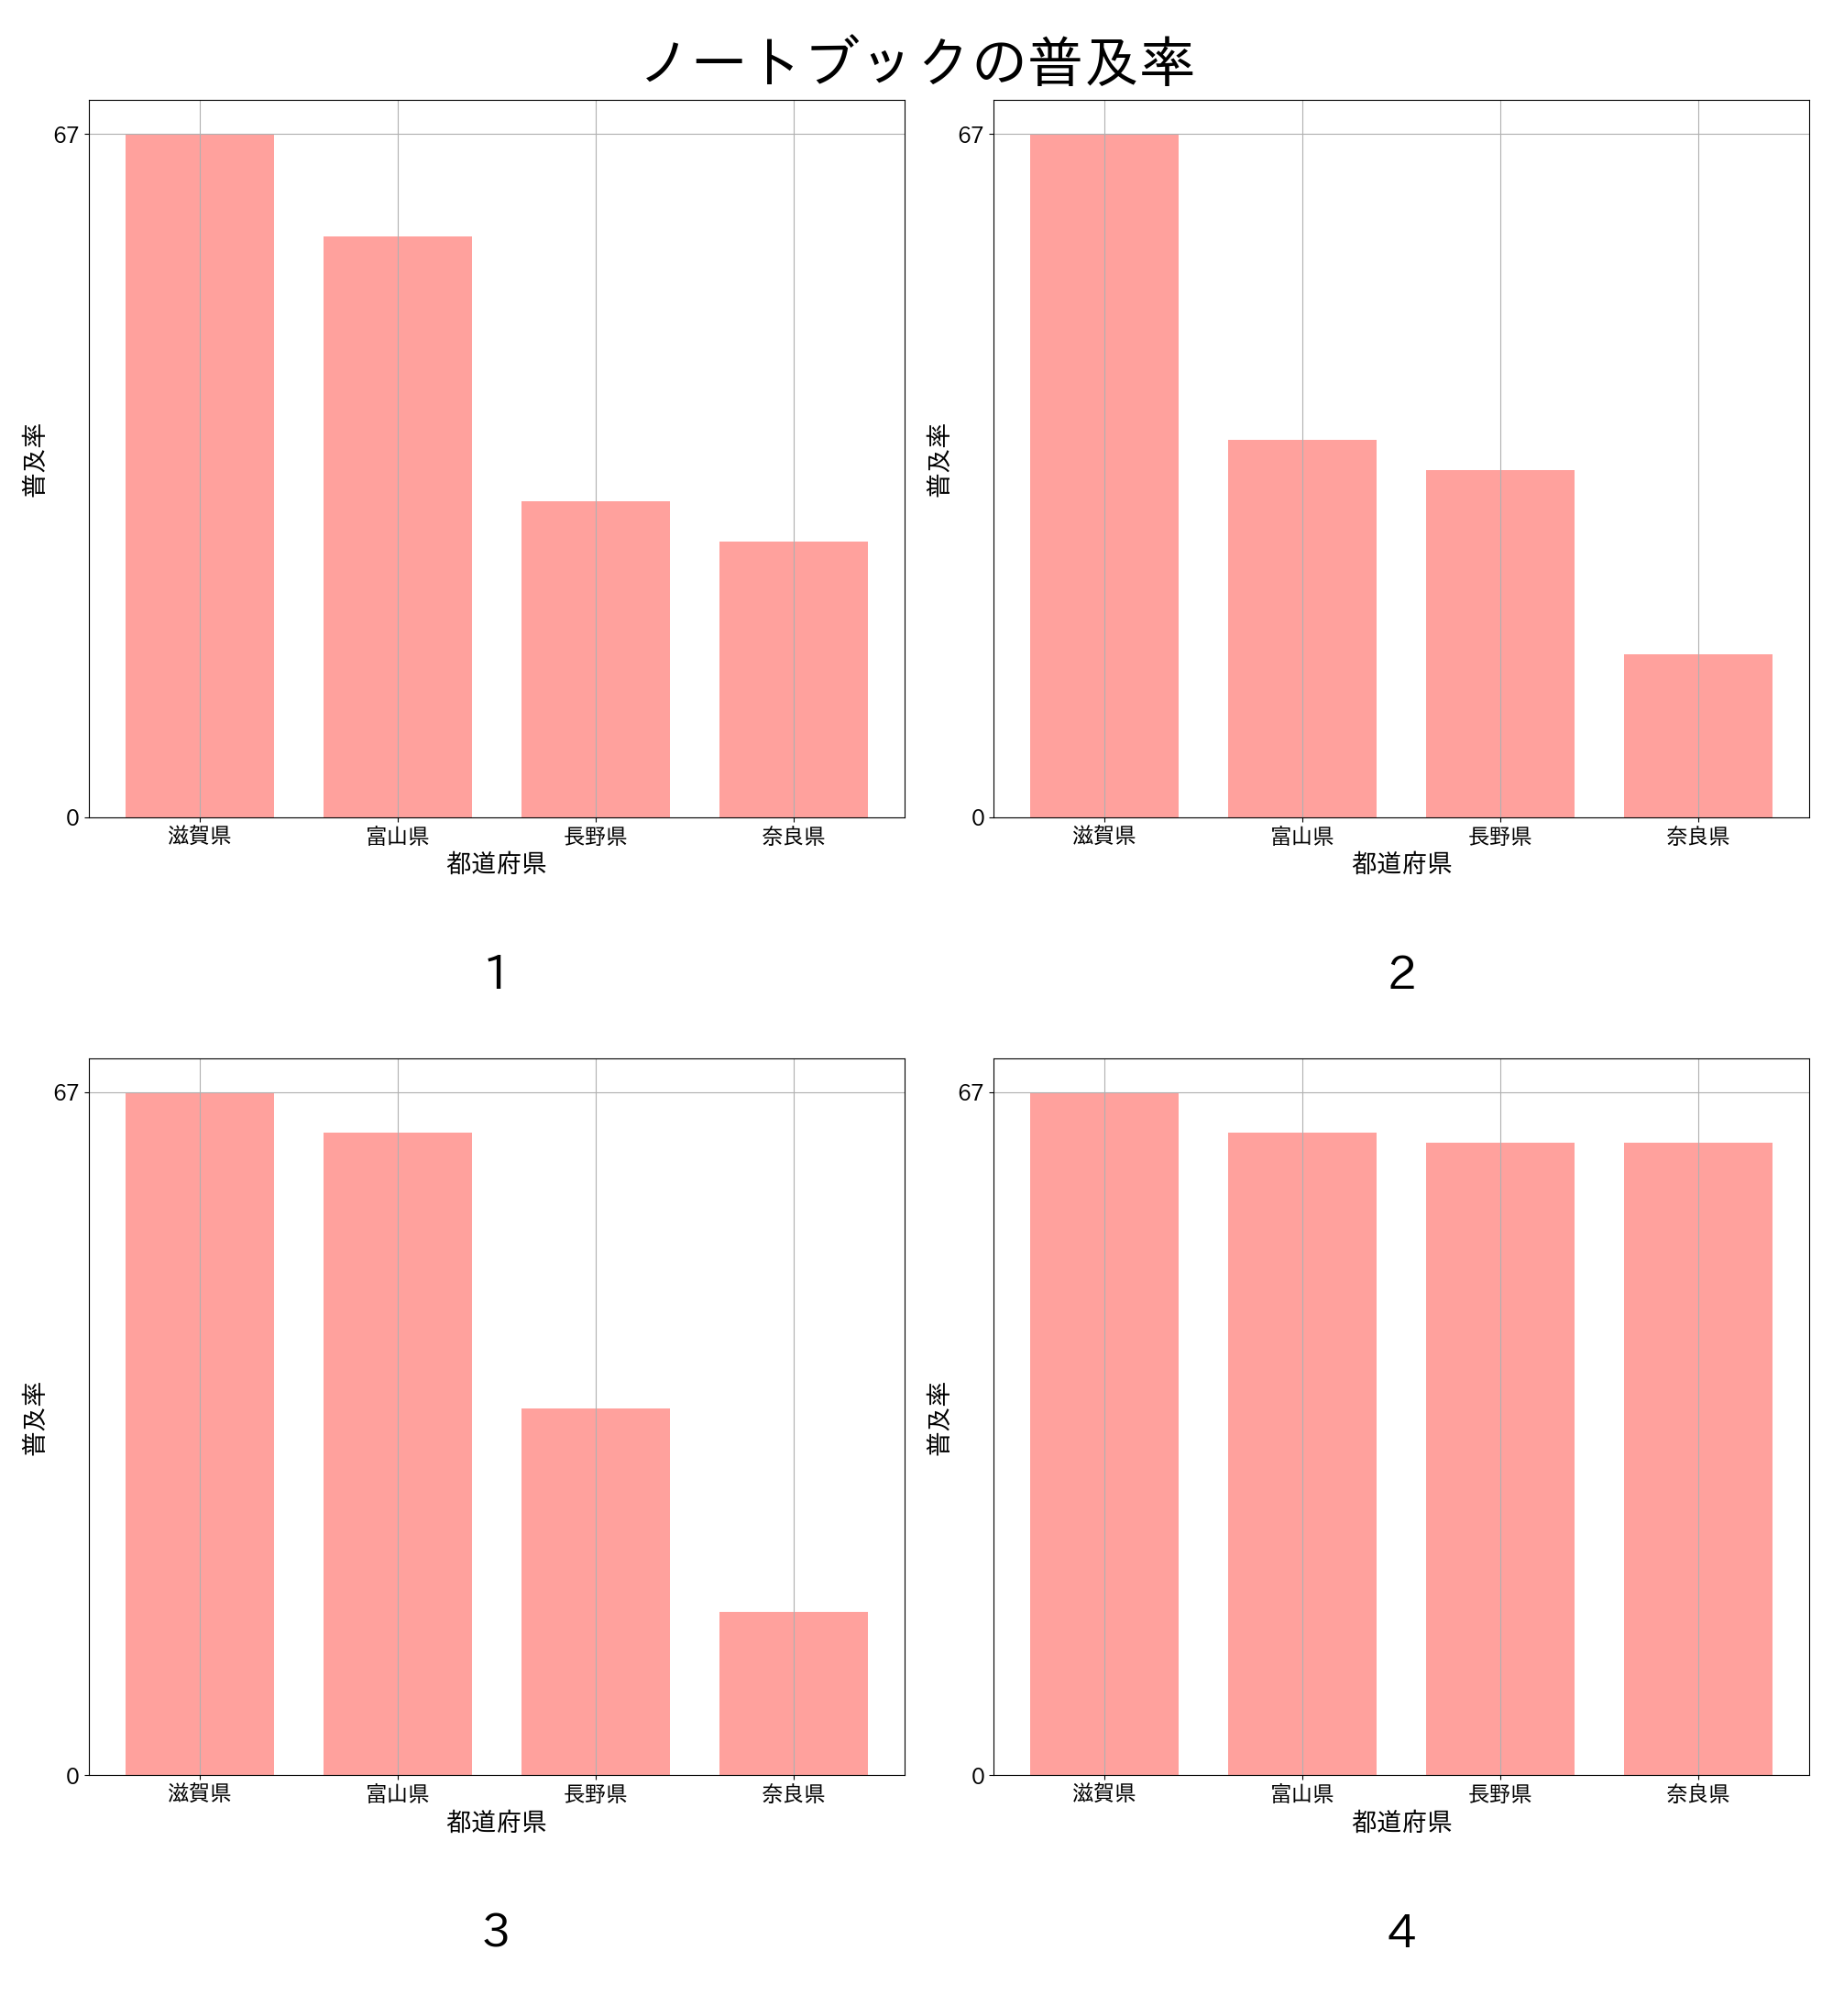 ノートブックの普及率
67
0
普及率
滋賀県 富山県 長野県 奈良県
都道府県
1
67
0
普及率
滋賀県 富山県 長野県 奈良県
都道府県
2
67
0
普及率
滋賀県 富山県 長野県 奈良県
都道府県
3
67
0
普及率
滋賀県 富山県 長野県 奈良県
都道府県
4